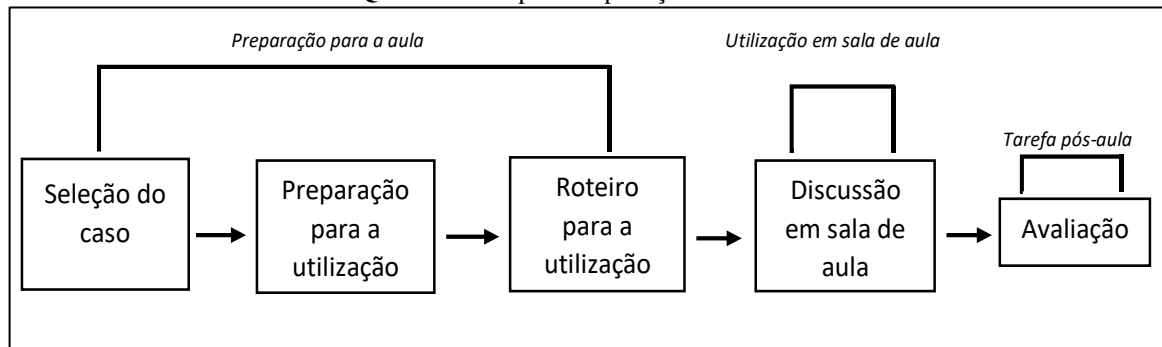 Preparação para a aula
Utilização em sala de aula
Tarefa pós-aula
Seleção do
caso
Preparação
para a
utilização
Roteiro
para a
utilização
Discussão
em sala de
aula
Avaliação